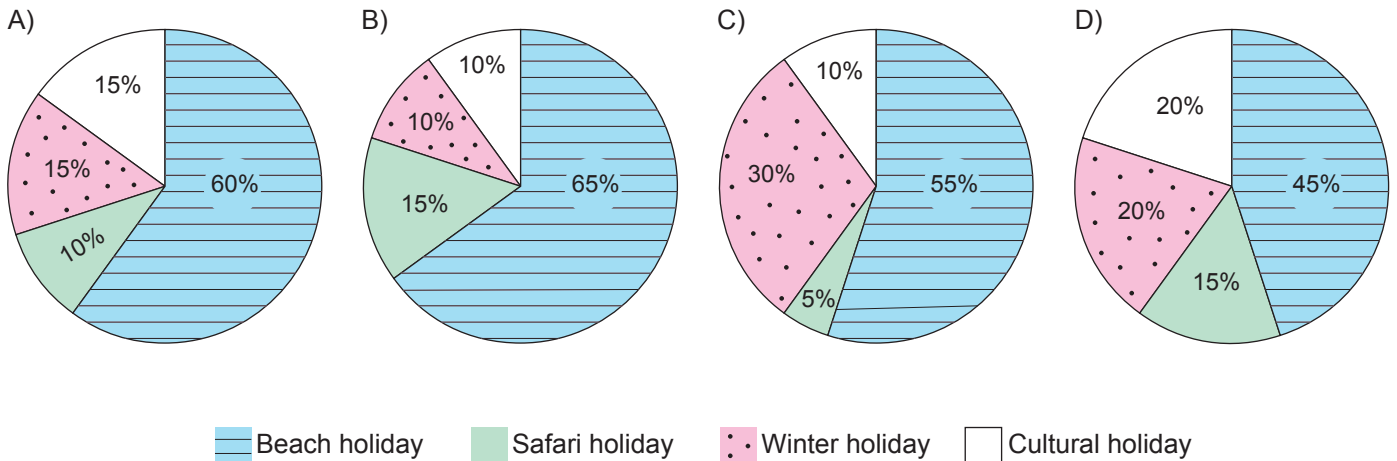 A)
15%
15%
60%
10%
B)
10%
10%
65%
15%
C)
10%
30%
55%
5%
D)
20%
20%
45%
15%
Beach holiday
Safari holiday
Winter holiday
Cultural holiday